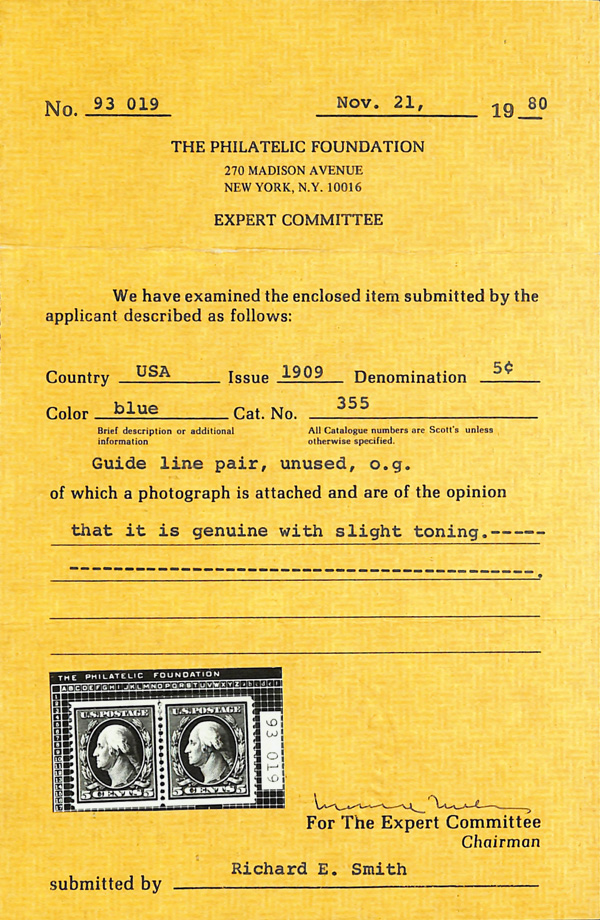 No. 93 019 Nov. 21, 19 80
THE PHILATELIC FOUNDATION
270 MADISON AVENUE
NEW YORK, N.Y. 10016
EXPERT COMMITTEE
We have examined the enclosed item submitted by the
applicant described as follows:
Country USA Issue 1909 Denomination 5¢
Color blue Cat. No. 355
Brief description or additional information
All Catalogue numbers are Scott's unless otherwise specified.
Guide line pair, unused, o.g.
of which a photograph is attached and are of the opinion
that it is genuine with slight toning.-----
----------------------------------------.
THE PHILATELIC FOUNDATION
U.S. POSTAGE U.S. POSTAGE
5 CENTS 5 5 CENTS 5
93 019
For The Expert Committee
Chairman
Richard E. Smith
submitted by